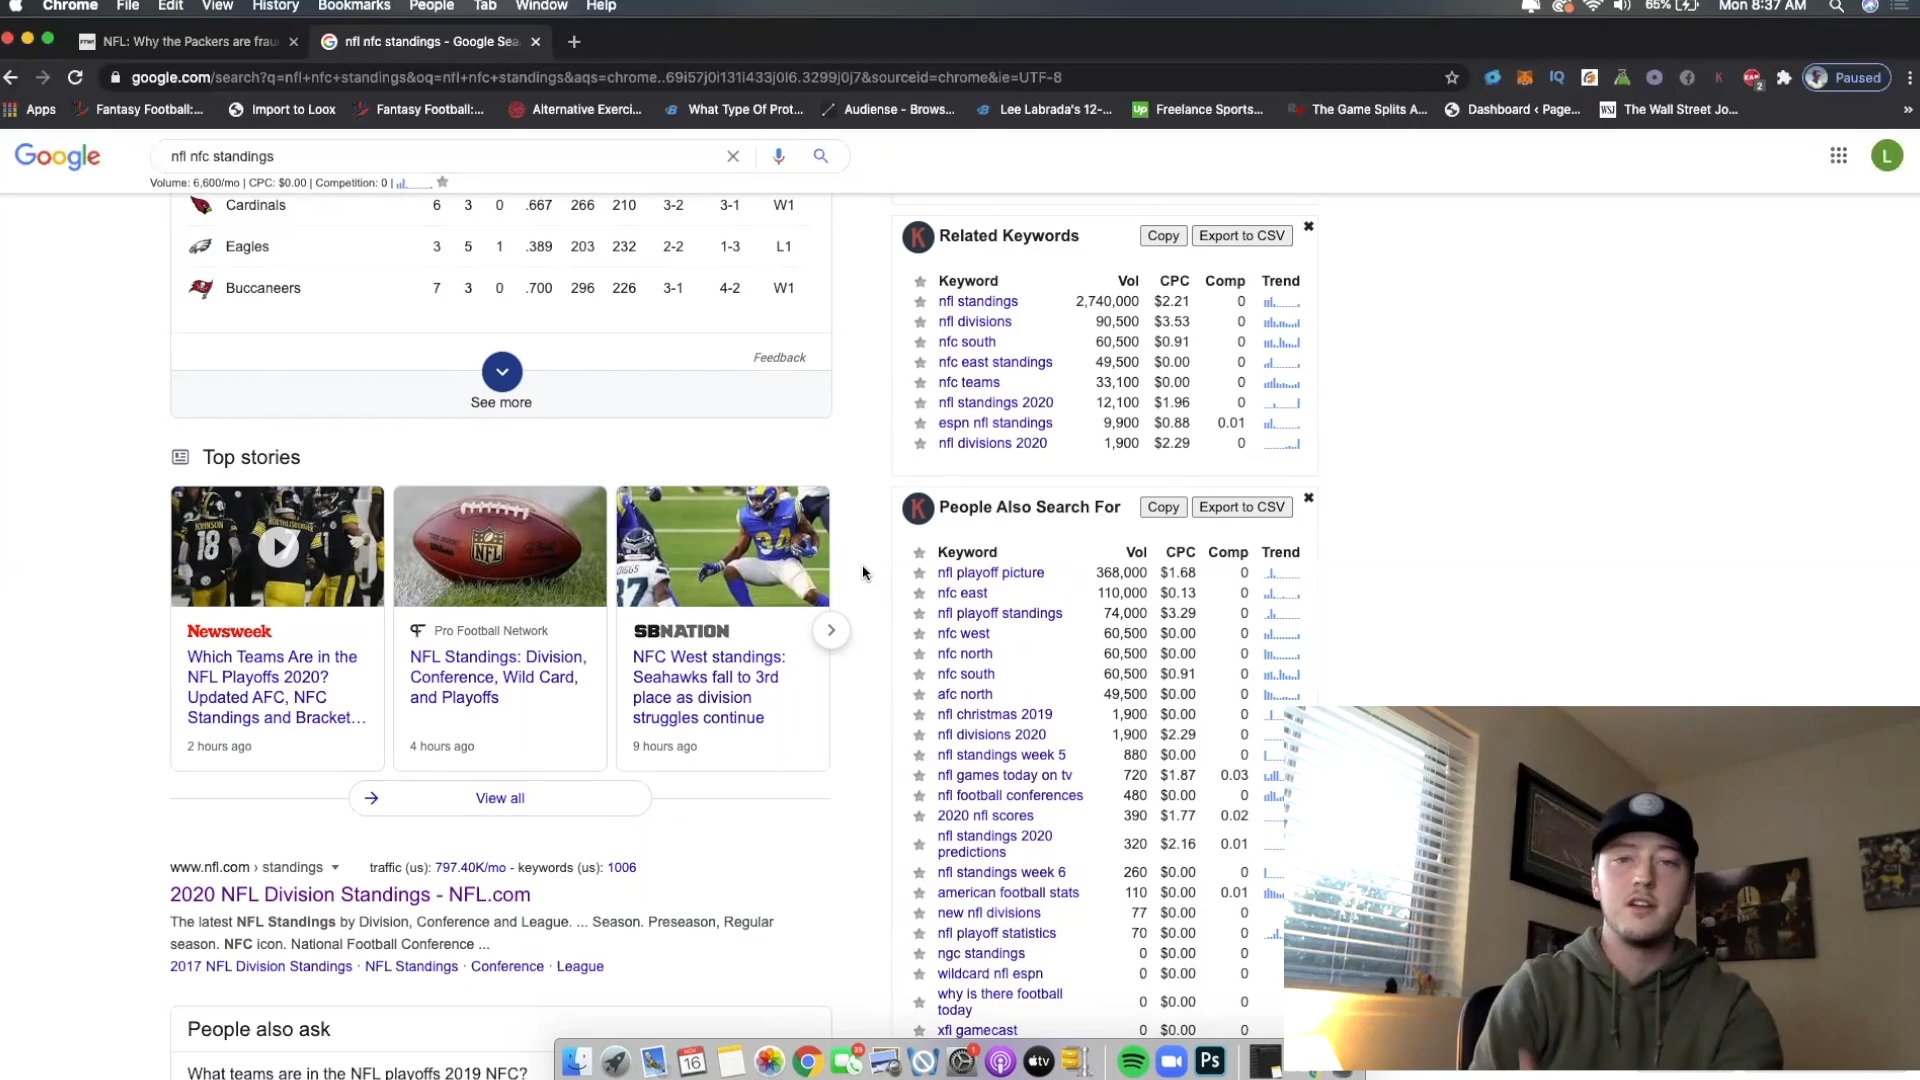 Chrome File Edit View History Bookmarks People Tab Window Help 65% Mon 8:37 AM
NFL: Why the Packers are frau nfl nfc standings - Google Sea
google.com/search?q=nfl+nfc+standings&oq=nfl+nfc+standings&aqs=chrome..69i57j0i131i433j0l6.3299j0j7&sourceid=chrome&ie=UTF-8 Paused
Apps Fantasy Football:... Import to Loox Fantasy Football:... Alternative Exerci... What Type Of Prot... Audiense - Brows... Lee Labrada's 12-... Up Freelance Sports... The Game Splits A... Dashboard ‹ Page... WSJ The Wall Street Jo... »
Google nfl nfc standings L
Volume: 6,600/mo | CPC: $0.00 | Competition: 0 |
Cardinals 6 3 0 .667 266 210 3-2 3-1 W1
Eagles 3 5 1 .389 203 232 2-2 1-3 L1
Buccaneers 7 3 0 .700 296 226 3-1 4-2 W1
Feedback
See more
Top stories
Newsweek
Which Teams Are in the
NFL Playoffs 2020?
Updated AFC, NFC
Standings and Bracket...
2 hours ago
Pro Football Network
NFL Standings: Division,
Conference, Wild Card,
and Playoffs
4 hours ago
SBNATION
NFC West standings:
Seahawks fall to 3rd
place as division
struggles continue
9 hours ago
View all
www.nfl.com › standings traffic (us): 797.40K/mo - keywords (us): 1006
2020 NFL Division Standings - NFL.com
The latest NFL Standings by Division, Conference and League. ... Season. Preseason, Regular
season. NFC icon. National Football Conference ...
2017 NFL Division Standings · NFL Standings · Conference · League
People also ask
What teams are in the NFL playoffs 2019 NFC?
K Related Keywords Copy Export to CSV
Keyword Vol CPC Comp Trend
nfl standings 2,740,000 $2.21 0
nfl divisions 90,500 $3.53 0
nfc south 60,500 $0.91 0
nfc east standings 49,500 $0.00 0
nfc teams 33,100 $0.00 0
nfl standings 2020 12,100 $1.96 0
espn nfl standings 9,900 $0.88 0.01
nfl divisions 2020 1,900 $2.29 0
K People Also Search For Copy Export to CSV
Keyword Vol CPC Comp Trend
nfl playoff picture 368,000 $1.68 0
nfc east 110,000 $0.13 0
nfl playoff standings 74,000 $3.29 0
nfc west 60,500 $0.00 0
nfc north 60,500 $0.00 0
nfc south 60,500 $0.91 0
afc north 49,500 $0.00 0
nfl christmas 2019 1,900 $0.00 0
nfl divisions 2020 1,900 $2.29 0
nfl standings week 5 880 $0.00 0
nfl games today on tv 720 $1.87 0.03
nfl football conferences 480 $0.00 0
2020 nfl scores 390 $1.77 0.02
nfl standings 2020
predictions 320 $2.16 0.01
nfl standings week 6 260 $0.00 0
american football stats 110 $0.00 0.01
new nfl divisions 77 $0.00 0
nfl playoff statistics 70 $0.00 0
ngc standings 0 $0.00 0
wildcard nfl espn 0 $0.00 0
why is there football
today 0 $0.00 0
xfl gamecast 0 $0.00 0
NOV 16 tv Ps